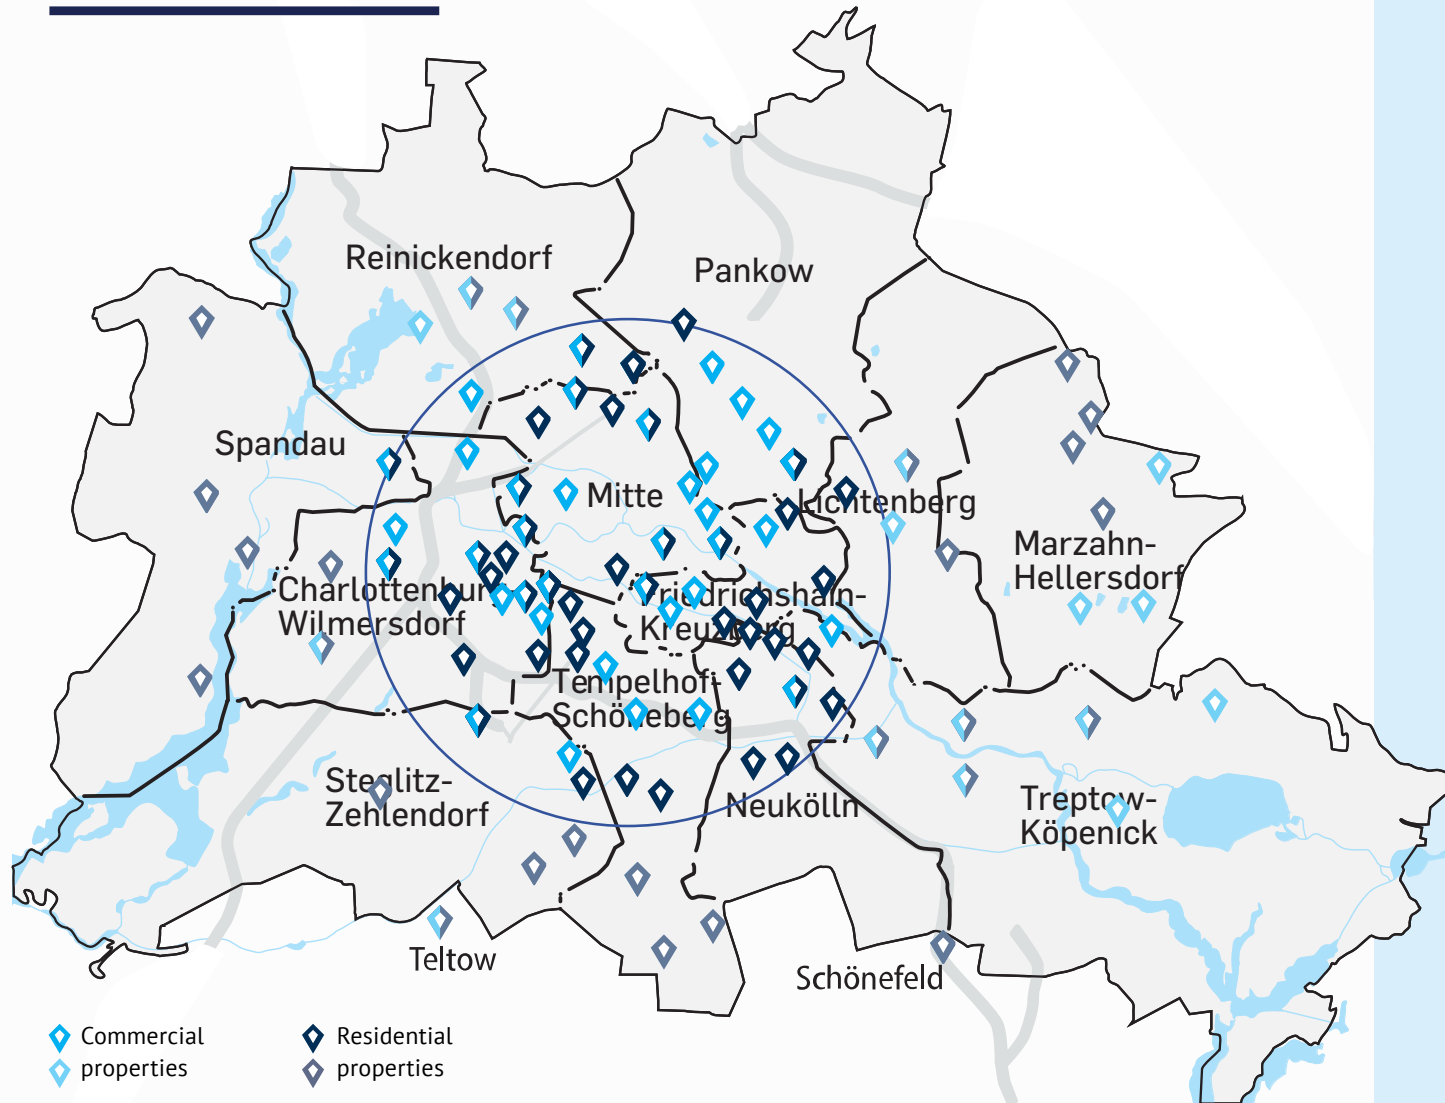 Reinickendorf
Pankow
Spandau
Mitte
Lichtenberg
Marzahn-
Hellersdorf
Charlottenburg
Wilmersdorf
Friedrichshain-
Kreuzberg
Tempelhof-
Schöneberg
Steglitz-
Zehlendorf
Neukölln
Treptow-
Köpenick
Teltow
Schönefeld
Commercial
properties
Residential
properties